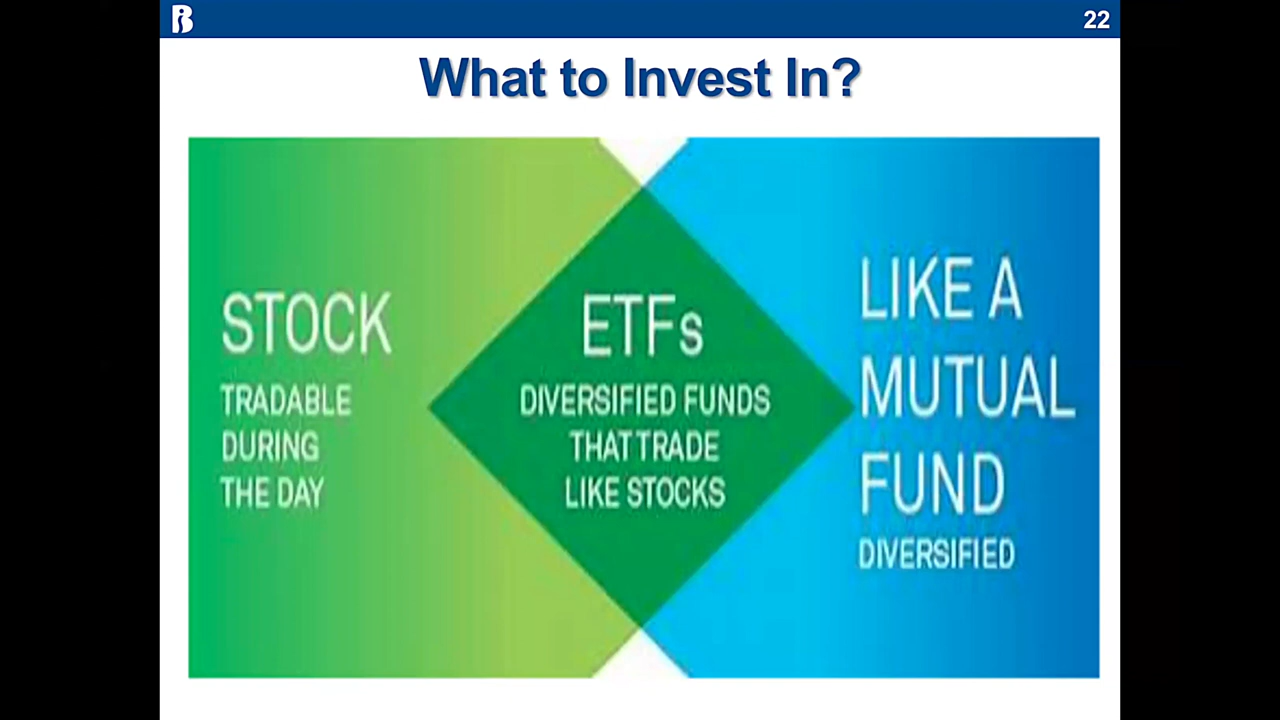 22
What to Invest In?
STOCK
TRADABLE
DURING
THE DAY
ETFs
DIVERSIFIED FUNDS
THAT TRADE
LIKE STOCKS
LIKE A
MUTUAL
FUND
DIVERSIFIED